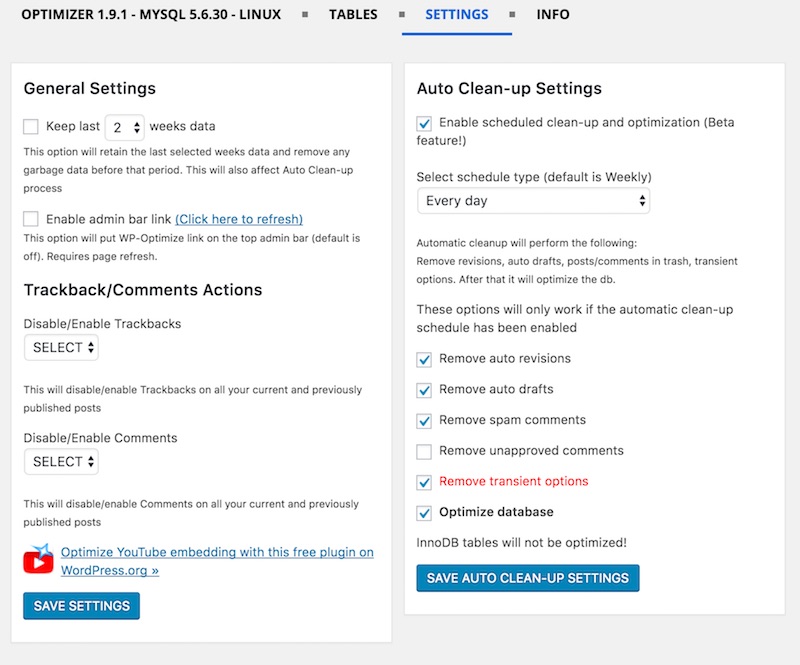 OPTIMIZER 1.9.1 - MYSQL 5.6.30 - LINUX
TABLES
SETTINGS
INFO
General Settings
Keep last 2 weeks data
This option will retain the last selected weeks data and remove any
garbage data before that period. This will also affect Auto Clean-up
process
Enable admin bar link (Click here to refresh)
This option will put WP-Optimize link on the top admin bar (default is
off). Requires page refresh.
Trackback/Comments Actions
Disable/Enable Trackbacks
SELECT
This will disable/enable Trackbacks on all your current and previously
published posts
Disable/Enable Comments
SELECT
This will disable/enable Comments on all your current and previously
published posts
Optimize YouTube embedding with this free plugin on
WordPress.org »
SAVE SETTINGS
Auto Clean-up Settings
Enable scheduled clean-up and optimization (Beta
feature!)
Select schedule type (default is Weekly)
Every day
Automatic cleanup will perform the following:
Remove revisions, auto drafts, posts/comments in trash, transient
options. After that it will optimize the db.
These options will only work if the automatic clean-up
schedule has been enabled
Remove auto revisions
Remove auto drafts
Remove spam comments
Remove unapproved comments
Remove transient options
Optimize database
InnoDB tables will not be optimized!
SAVE AUTO CLEAN-UP SETTINGS